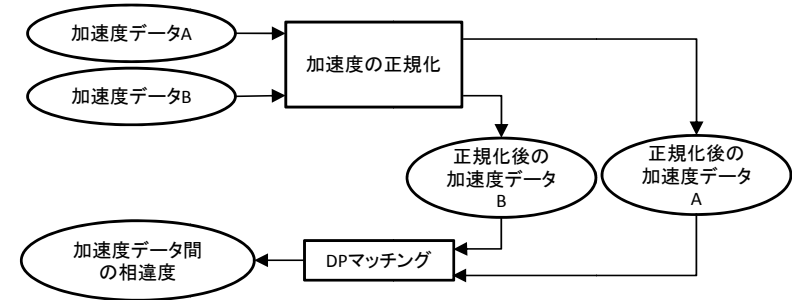 加速度データA
加速度の正規化
加速度データB
正規化後の
加速度データ
B
正規化後の
加速度データ
A
加速度データ間
の相違度
DPマッチング